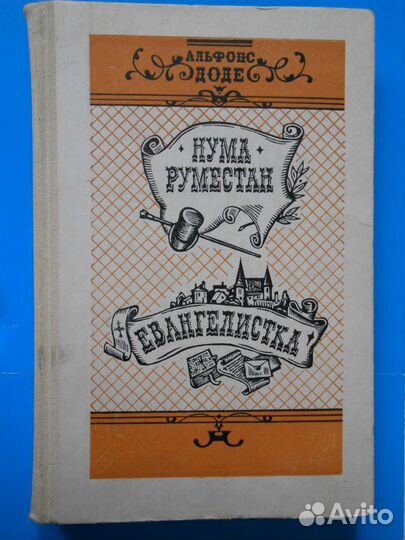 АЛЬФОНС
ДОДЕ
НУМА
РУМЕСТАН
ЕВАНГЕЛИСТКА
Avito